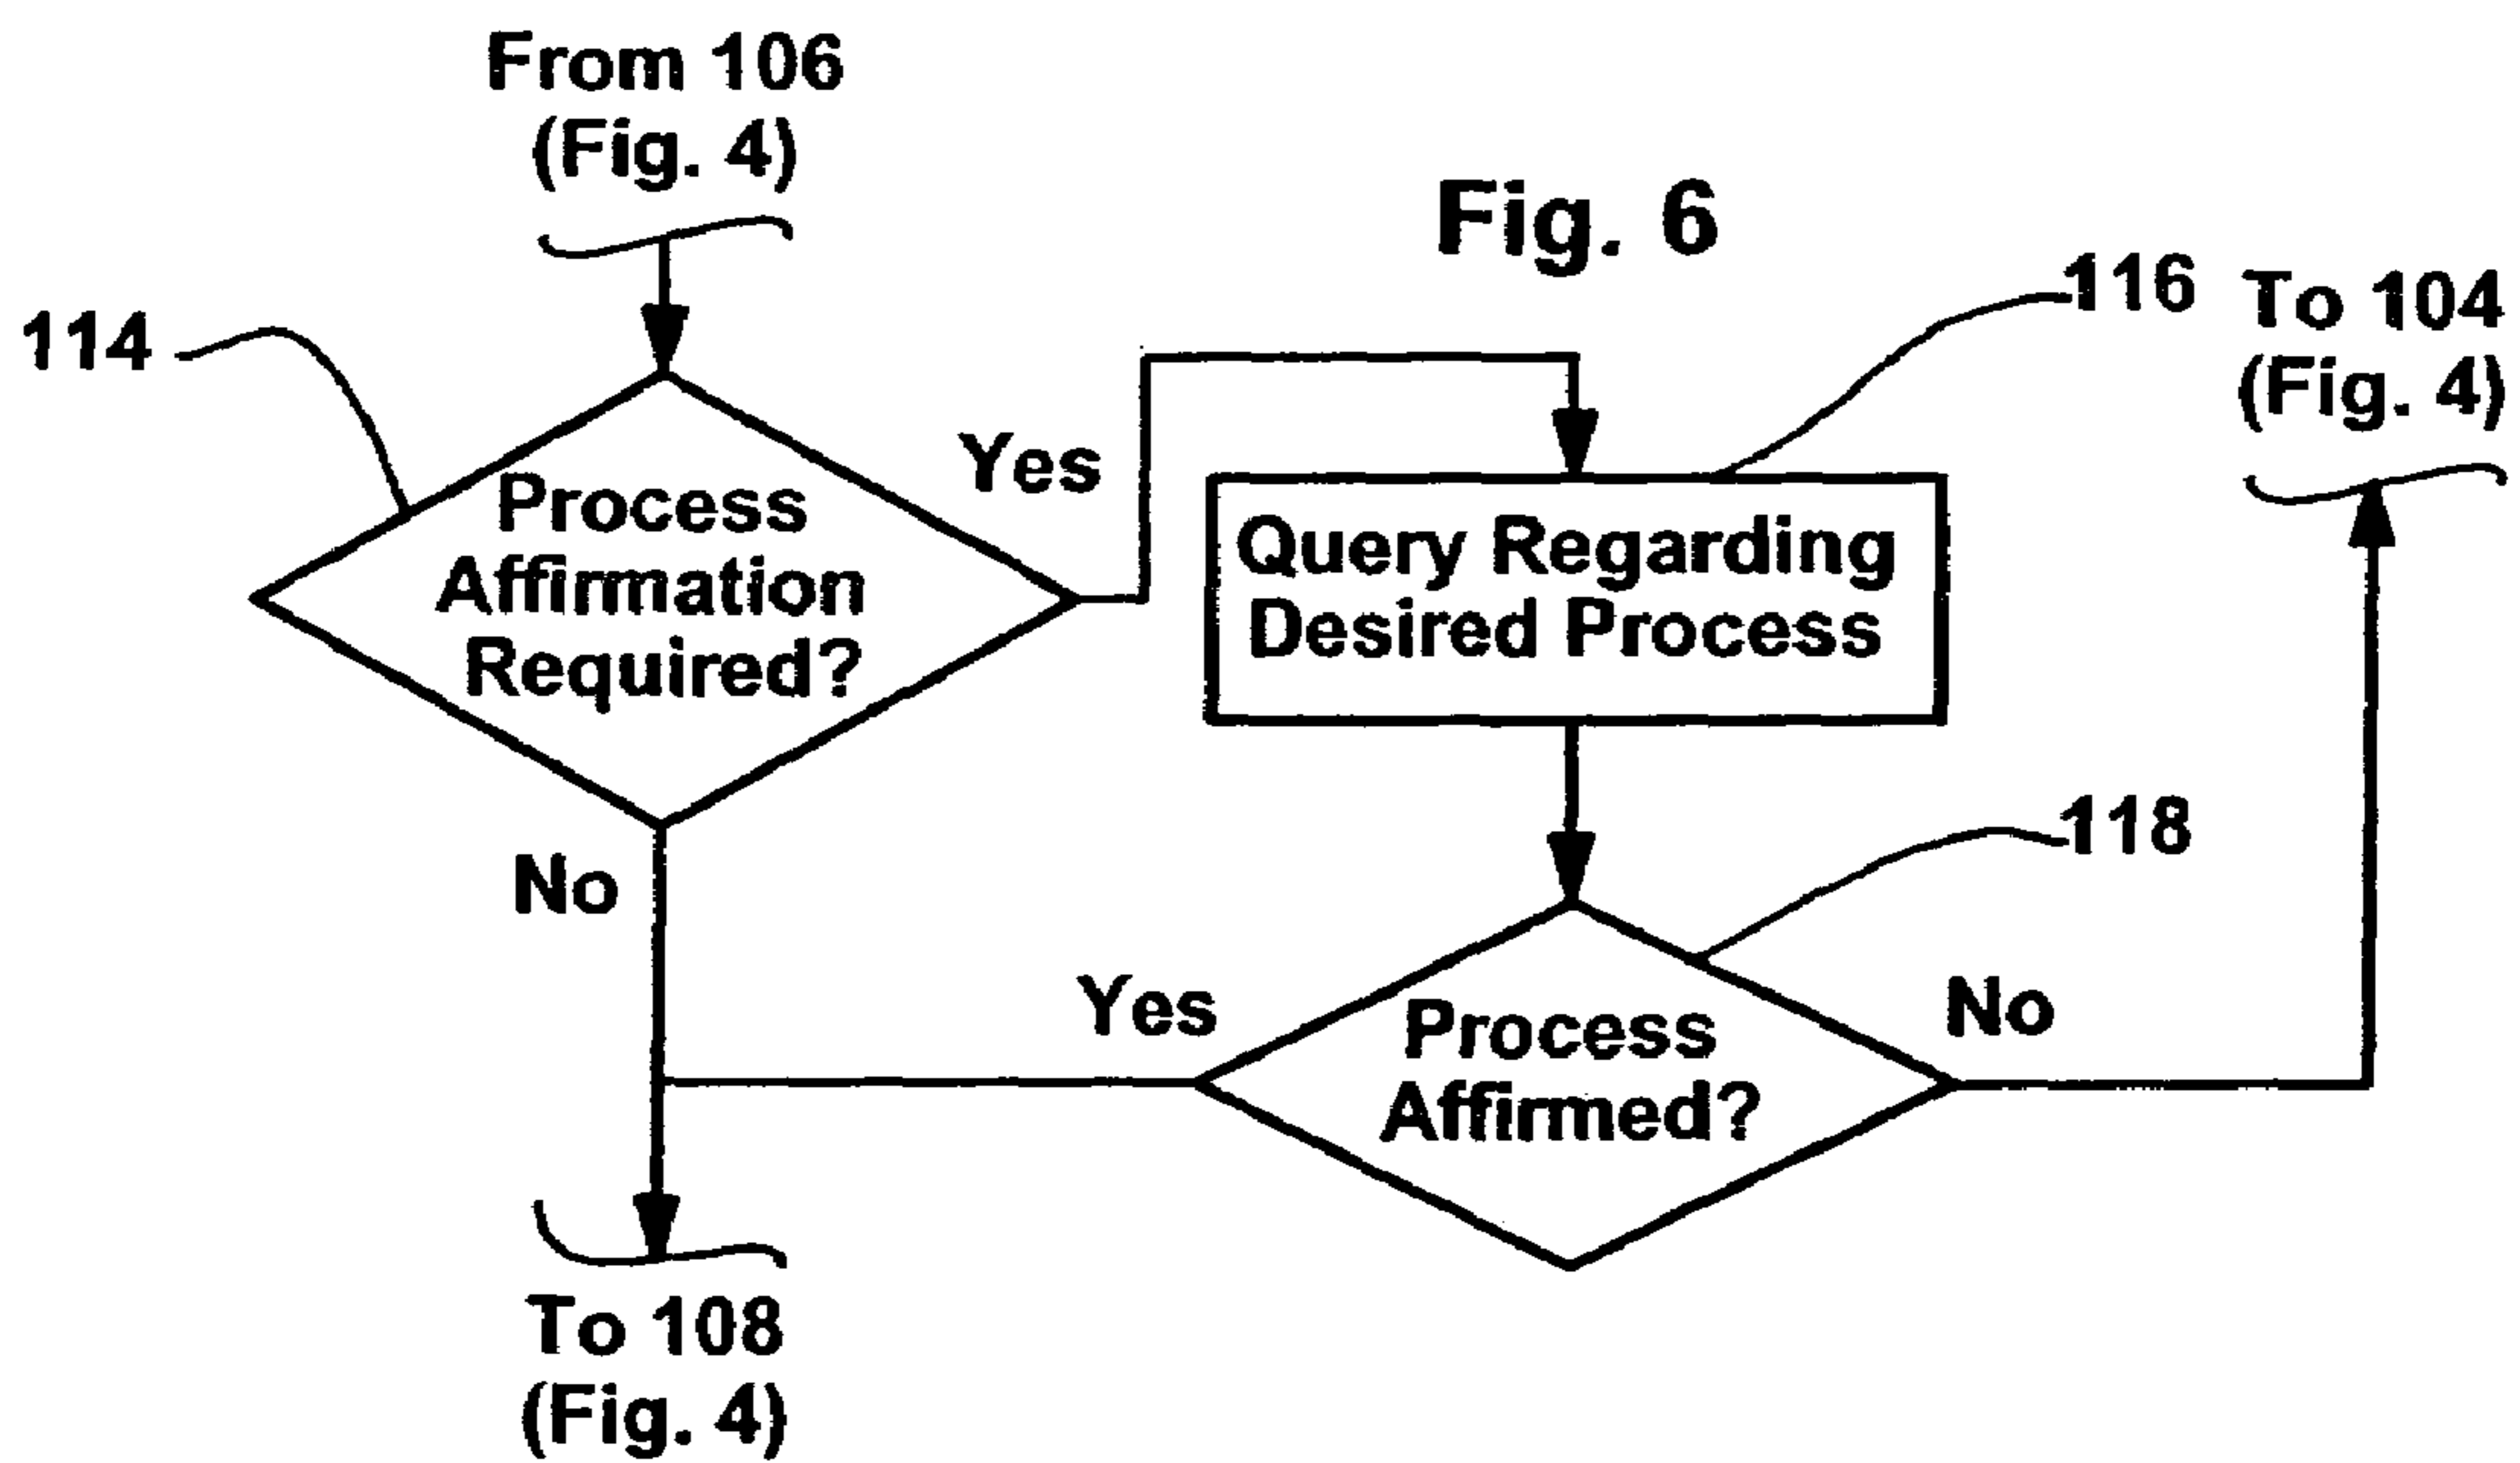 From 106
(Fig. 4)
Fig. 6
116
To 104
(Fig. 4)
114
Yes
Process
Affirmation
Required?
Query Regarding
Desired Process
118
No
Yes
No
Process
Affirmed?
To 108
(Fig. 4)